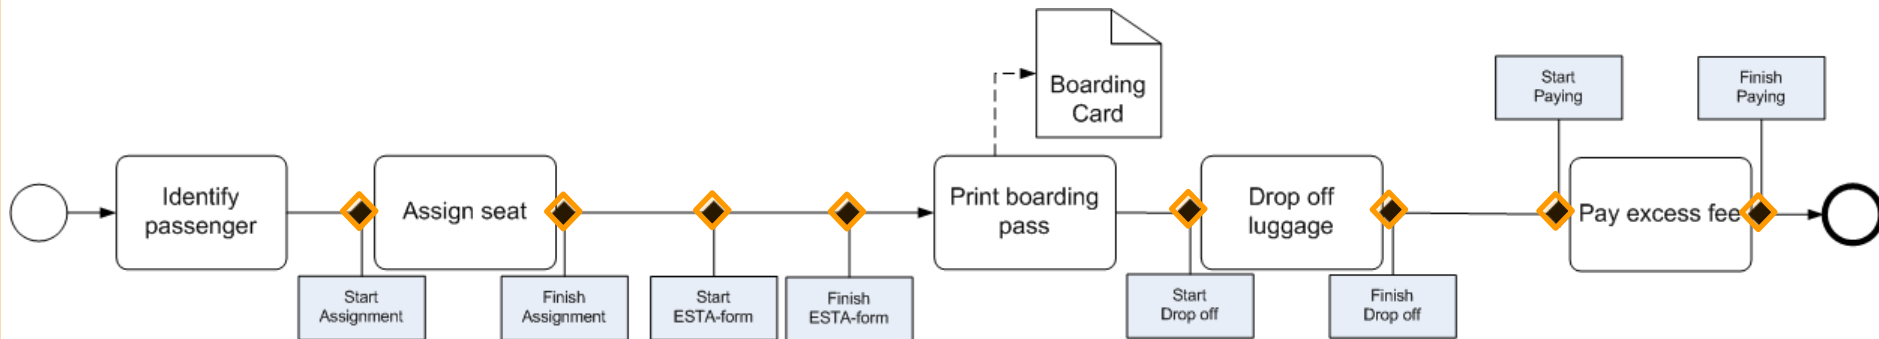 Boarding
Card
Start
Paying
Finish
Paying
Identify
passenger
Assign seat
Print boarding
pass
Drop off
luggage
Pay excess fee
Start
Assignment
Finish
Assignment
Start
ESTA-form
Finish
ESTA-form
Start
Drop off
Finish
Drop off